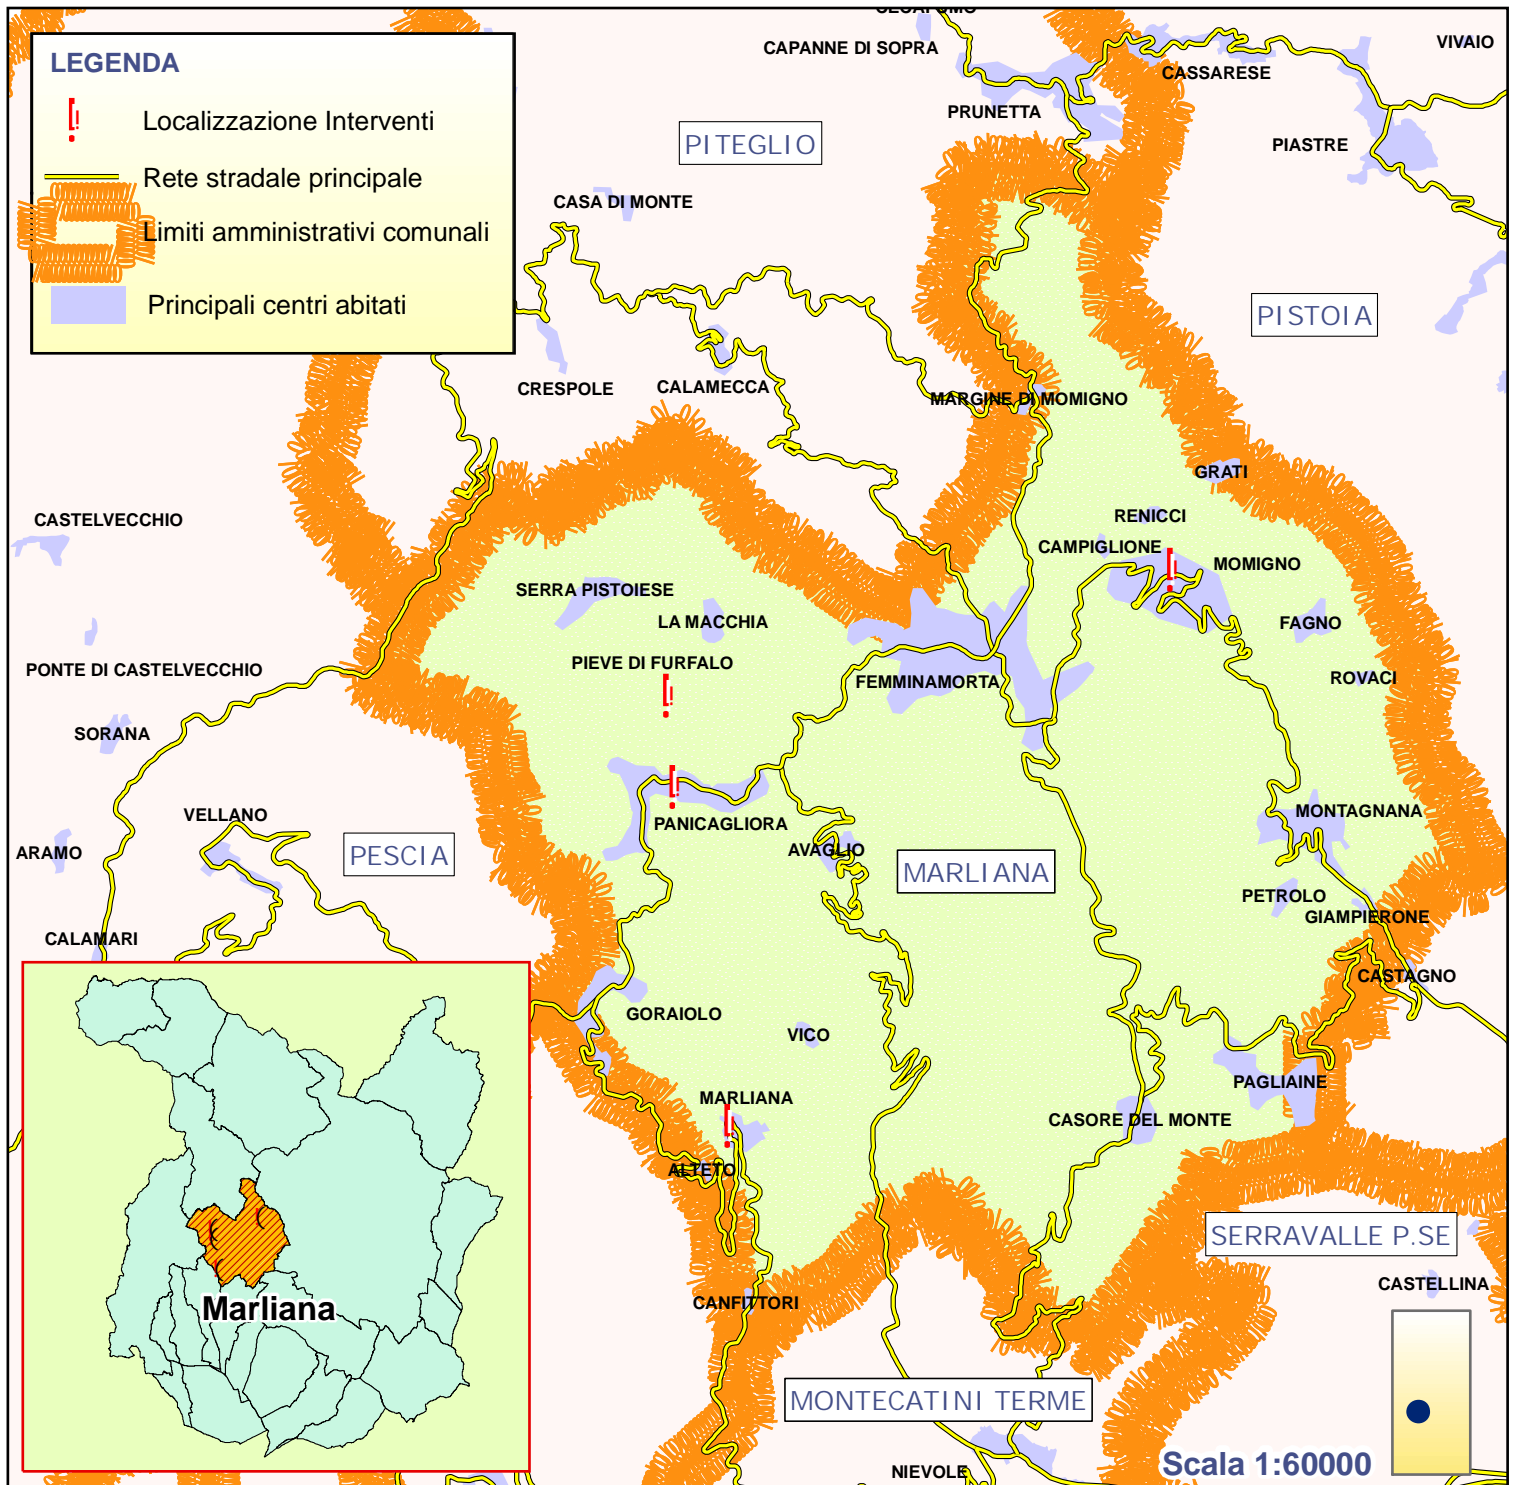 CAPANNE DI SOPRA
VIVAIO
LEGENDA
CASSARESE
Localizzazione Interventi
PRUNETTA
PITEGLIO
PIASTRE
Rete stradale principale
CASA DI MONTE
Limiti amministrativi comunali
Principali centri abitati
PISTOIA
CRESPOLE
CALAMECCA
MARGINE DI MOMIGNO
GRATI
CASTELVECCHIO
RENICCI
CAMPIGLIONE
MOMIGNO
SERRA PISTOIESE
LA MACCHIA
FAGNO
PONTE DI CASTELVECCHIO
PIEVE DI FURFALO
FEMMINAMORTA
ROVACI
SORANA
VELLANO
PANICAGLIORA
MONTAGNANA
ARAMO
PESCIA
AVAGLIO
MARLIANA
PETROLO
GIAMPIERONE
CALAMARI
CASTAGNO
GORAIOLO
VICO
PAGLIAINE
MARLIANA
CASORE DEL MONTE
ALTETO
SERRAVALLE P.SE
CASTELLINA
Marliana
CANFITTORI
MONTECATINI TERME
Scala 1:60000
NIEVOLE